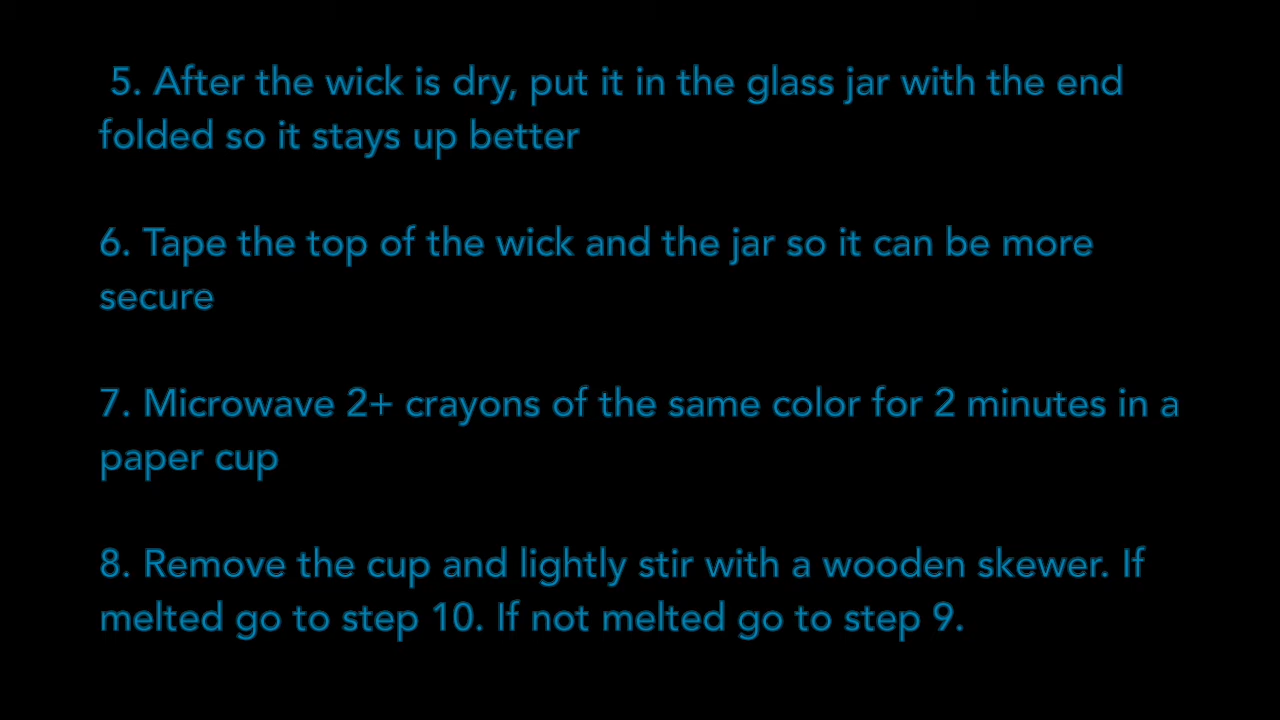 5. After the wick is dry, put it in the glass jar with the end
folded so it stays up better
6. Tape the top of the wick and the jar so it can be more
secure
7. Microwave 2+ crayons of the same color for 2 minutes in a
paper cup
8. Remove the cup and lightly stir with a wooden skewer. If
melted go to step 10. If not melted go to step 9.